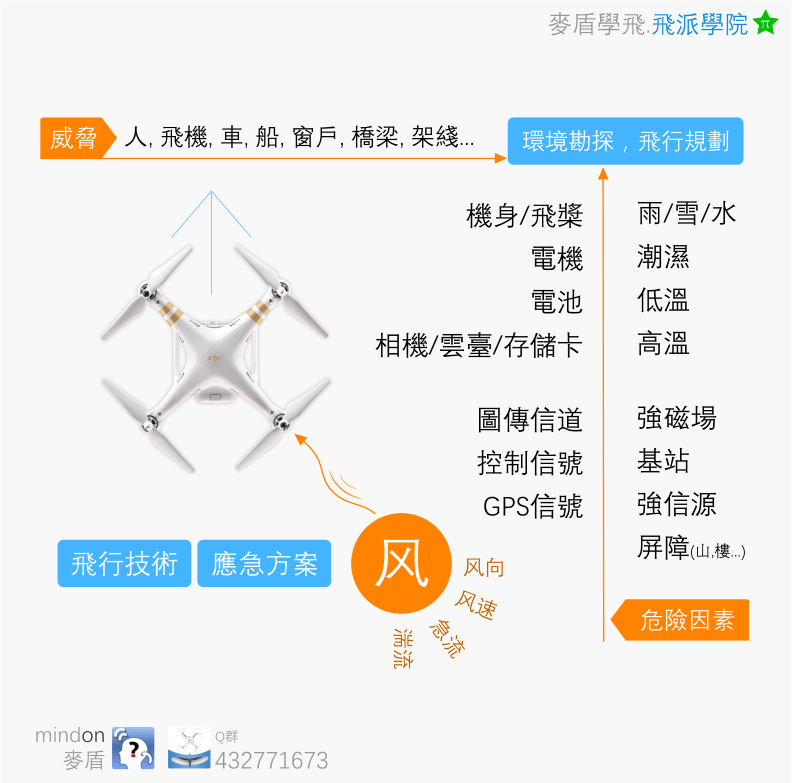 麥盾學飛.飛派學院 π
威脅 人, 飛機, 車, 船, 窗戶, 橋梁, 架綫... 環境勘探，飛行規劃
機身/飛槳 雨/雪/水
電機 潮濕
電池 低溫
相機/雲臺/存儲卡 高溫
圖傳信道 強磁場
控制信號 基站
GPS信號 強信源
屏障(山,樓...)
飛行技術 應急方案
风
风向
风速
急流
湍流
危險因素
mindon
麥盾
?
Q群
432771673